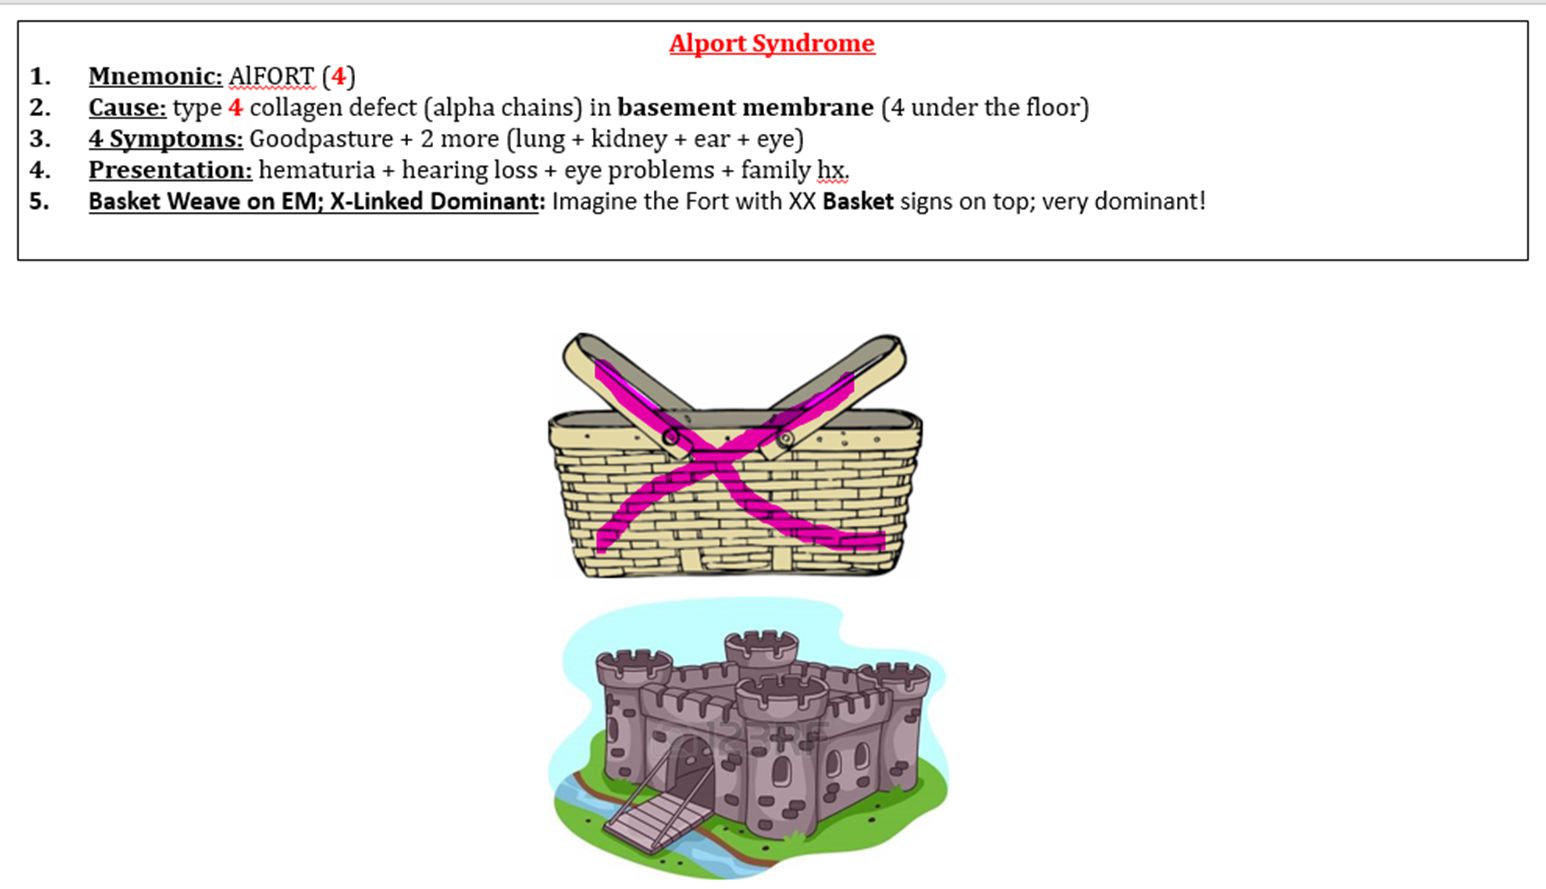 Alport Syndrome
1. Mnemonic: AlFORT (4)
2. Cause: type 4 collagen defect (alpha chains) in basement membrane (4 under the floor)
3. 4 Symptoms: Goodpasture + 2 more (lung + kidney + ear + eye)
4. Presentation: hematuria + hearing loss + eye problems + family hx.
5. Basket Weave on EM; X-Linked Dominant: Imagine the Fort with XX Basket signs on top; very dominant!
123RF